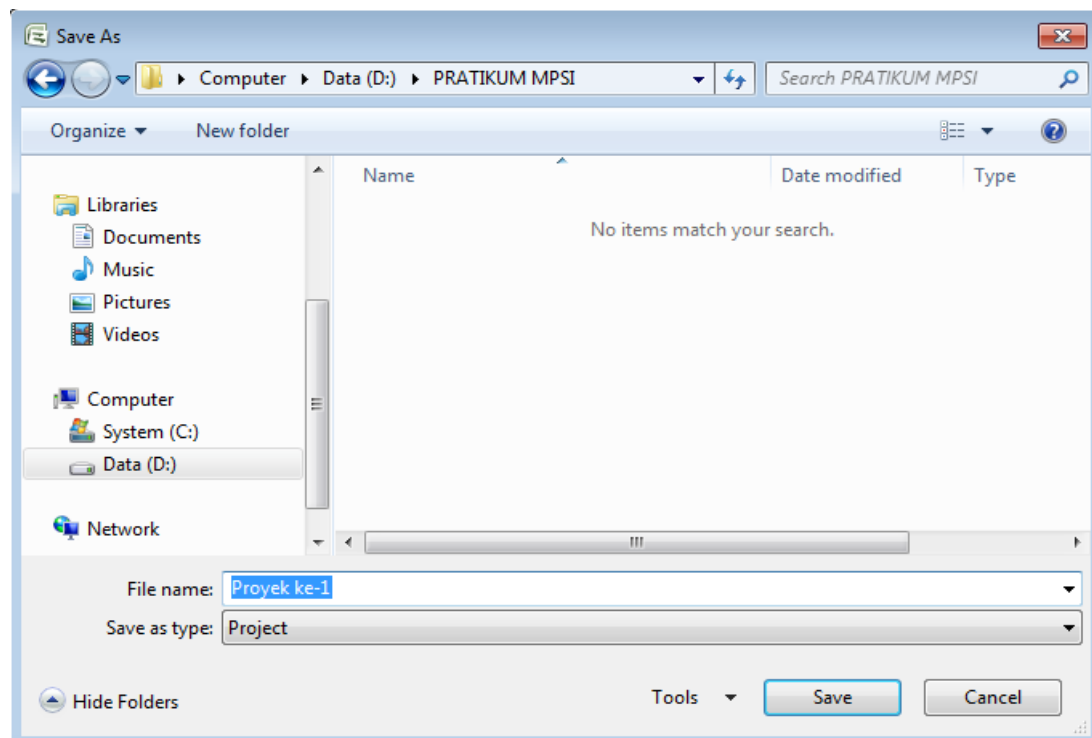 Save As
Computer Data (D:) PRATIKUM MPSI Search PRATIKUM MPSI
Organize New folder
Name Date modified Type
No items match your search.
Libraries
Documents
Music
Pictures
Videos
Computer
System (C:)
Data (D:)
Network
File name: Proyek ke-1
Save as type: Project
Hide Folders Tools Save Cancel